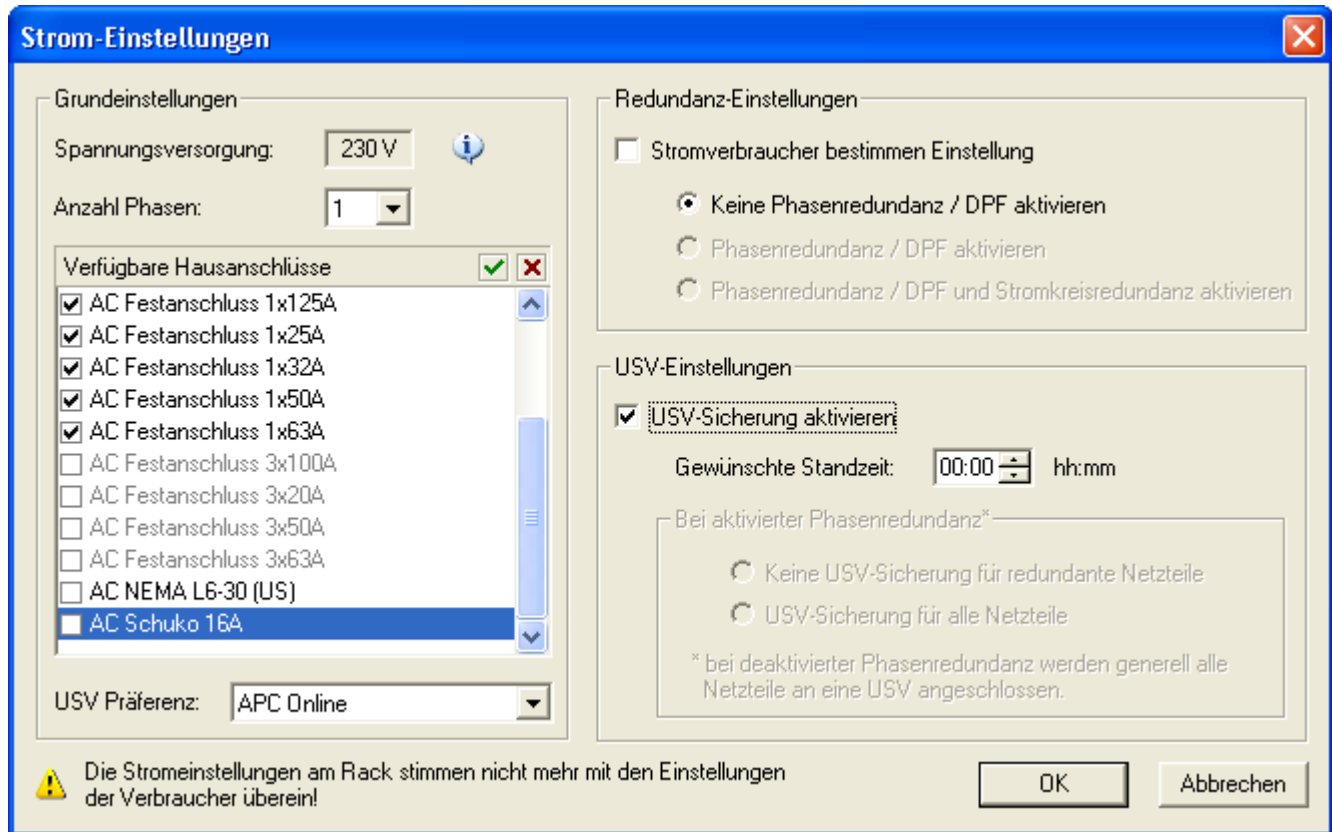 Strom-Einstellungen
Grundeinstellungen
Spannungsversorgung: 230 V
Anzahl Phasen: 1
Verfügbare Hausanschlüsse
AC Festanschluss 1x125A
AC Festanschluss 1x25A
AC Festanschluss 1x32A
AC Festanschluss 1x50A
AC Festanschluss 1x63A
AC Festanschluss 3x100A
AC Festanschluss 3x20A
AC Festanschluss 3x50A
AC Festanschluss 3x63A
AC NEMA L6-30 (US)
AC Schuko 16A
USV Präferenz: APC Online
Redundanz-Einstellungen
Stromverbraucher bestimmen Einstellung
Keine Phasenredundanz / DPF aktivieren
Phasenredundanz / DPF aktivieren
Phasenredundanz / DPF und Stromkreisredundanz aktivieren
USV-Einstellungen
USV-Sicherung aktivieren
Gewünschte Standzeit: 00:00 hh:mm
Bei aktivierter Phasenredundanz*
Keine USV-Sicherung für redundante Netzteile
USV-Sicherung für alle Netzteile
* bei deaktivierter Phasenredundanz werden generell alle
Netzteile an eine USV angeschlossen.
Die Stromeinstellungen am Rack stimmen nicht mehr mit den Einstellungen
der Verbraucher überein!
OK
Abbrechen